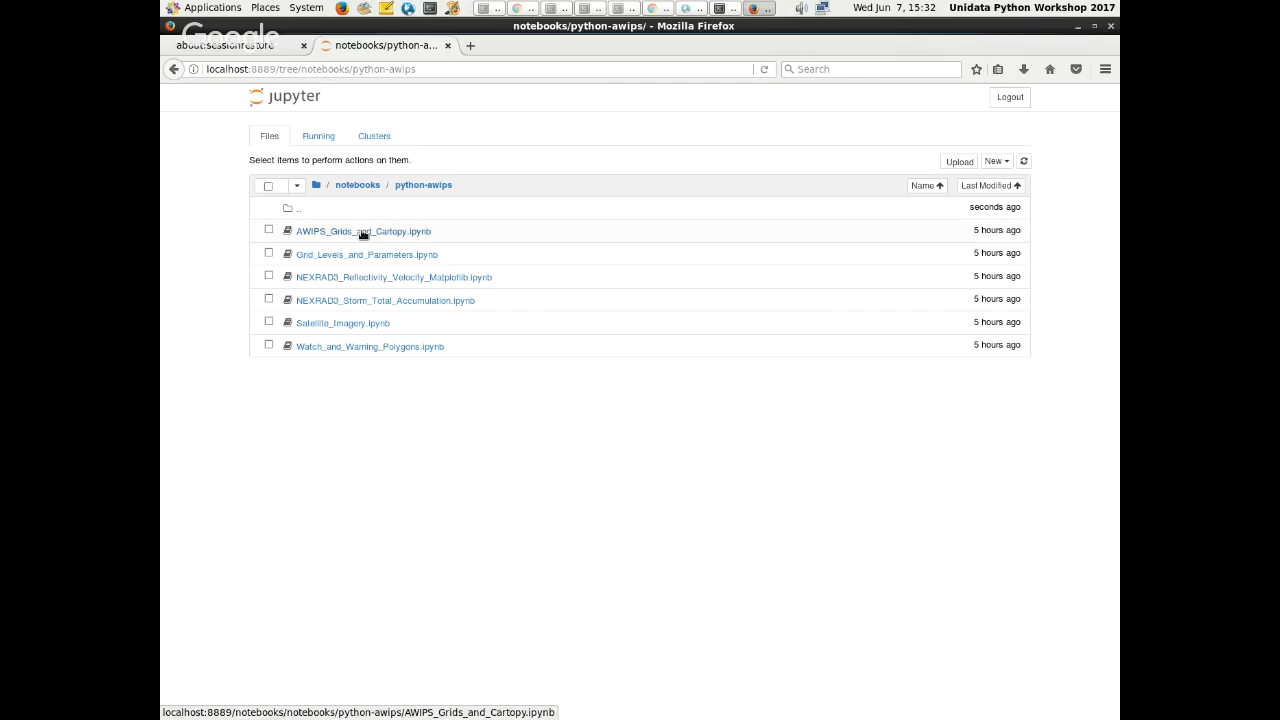 Applications Places System Wed Jun 7, 15:32 Unidata Python Workshop 2017
notebooks/python-awips/ - Mozilla Firefox
Google
about:sessionrestore notebooks/python-a...
localhost:8889/tree/notebooks/python-awips Search
jupyter Logout
Files Running Clusters
Select items to perform actions on them. Upload New
/ notebooks / python-awips Name Last Modified
.. seconds ago
AWIPS_Grids_and_Cartopy.ipynb 5 hours ago
Grid_Levels_and_Parameters.ipynb 5 hours ago
NEXRAD3_Reflectivity_Velocity_Matplotlib.ipynb 5 hours ago
NEXRAD3_Storm_Total_Accumulation.ipynb 5 hours ago
Satellite_Imagery.ipynb 5 hours ago
Watch_and_Warning_Polygons.ipynb 5 hours ago
localhost:8889/notebooks/notebooks/python-awips/AWIPS_Grids_and_Cartopy.ipynb